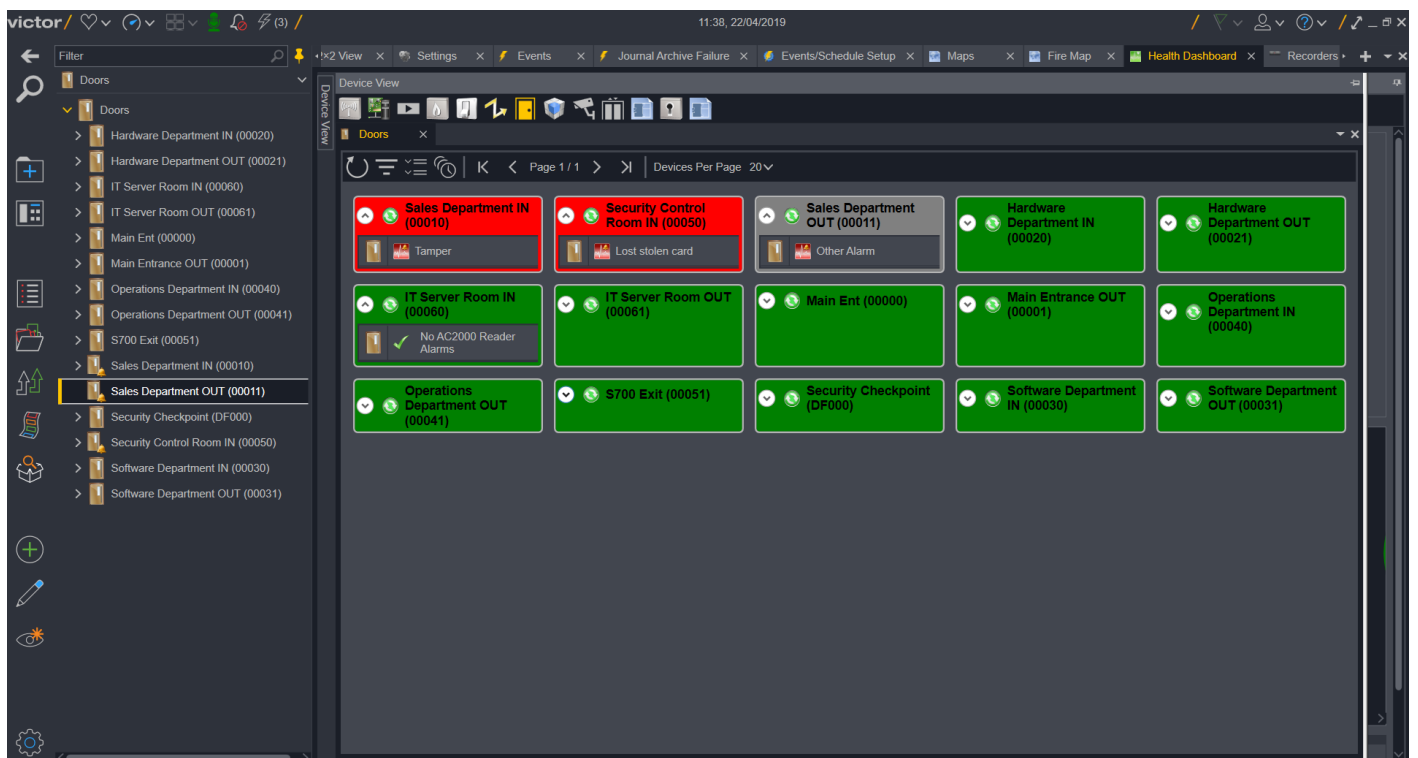 victor/
(3)
11:38, 22/04/2019
Filter
2 View
Settings
Events
Journal Archive Failure
Events/Schedule Setup
Maps
Fire Map
Health Dashboard
Recorders
Doors
Device View
Device View
Doors
Doors
Hardware Department IN (00020)
Hardware Department OUT (00021)
IT Server Room IN (00060)
IT Server Room OUT (00061)
Main Ent (00000)
Main Entrance OUT (00001)
Operations Department IN (00040)
Operations Department OUT (00041)
S700 Exit (00051)
Sales Department IN (00010)
Sales Department OUT (00011)
Security Checkpoint (DF000)
Security Control Room IN (00050)
Software Department IN (00030)
Software Department OUT (00031)
Page 1 / 1
Devices Per Page 20
Sales Department IN
(00010)
Tamper
Security Control
Room IN (00050)
Lost stolen card
Sales Department
OUT (00011)
Other Alarm
Hardware
Department IN
(00020)
Hardware
Department OUT
(00021)
IT Server Room IN
(00060)
No AC2000 Reader
Alarms
IT Server Room OUT
(00061)
Main Ent (00000)
Main Entrance OUT
(00001)
Operations
Department IN
(00040)
Operations
Department OUT
(00041)
S700 Exit (00051)
Security Checkpoint
(DF000)
Software Department
IN (00030)
Software Department
OUT (00031)